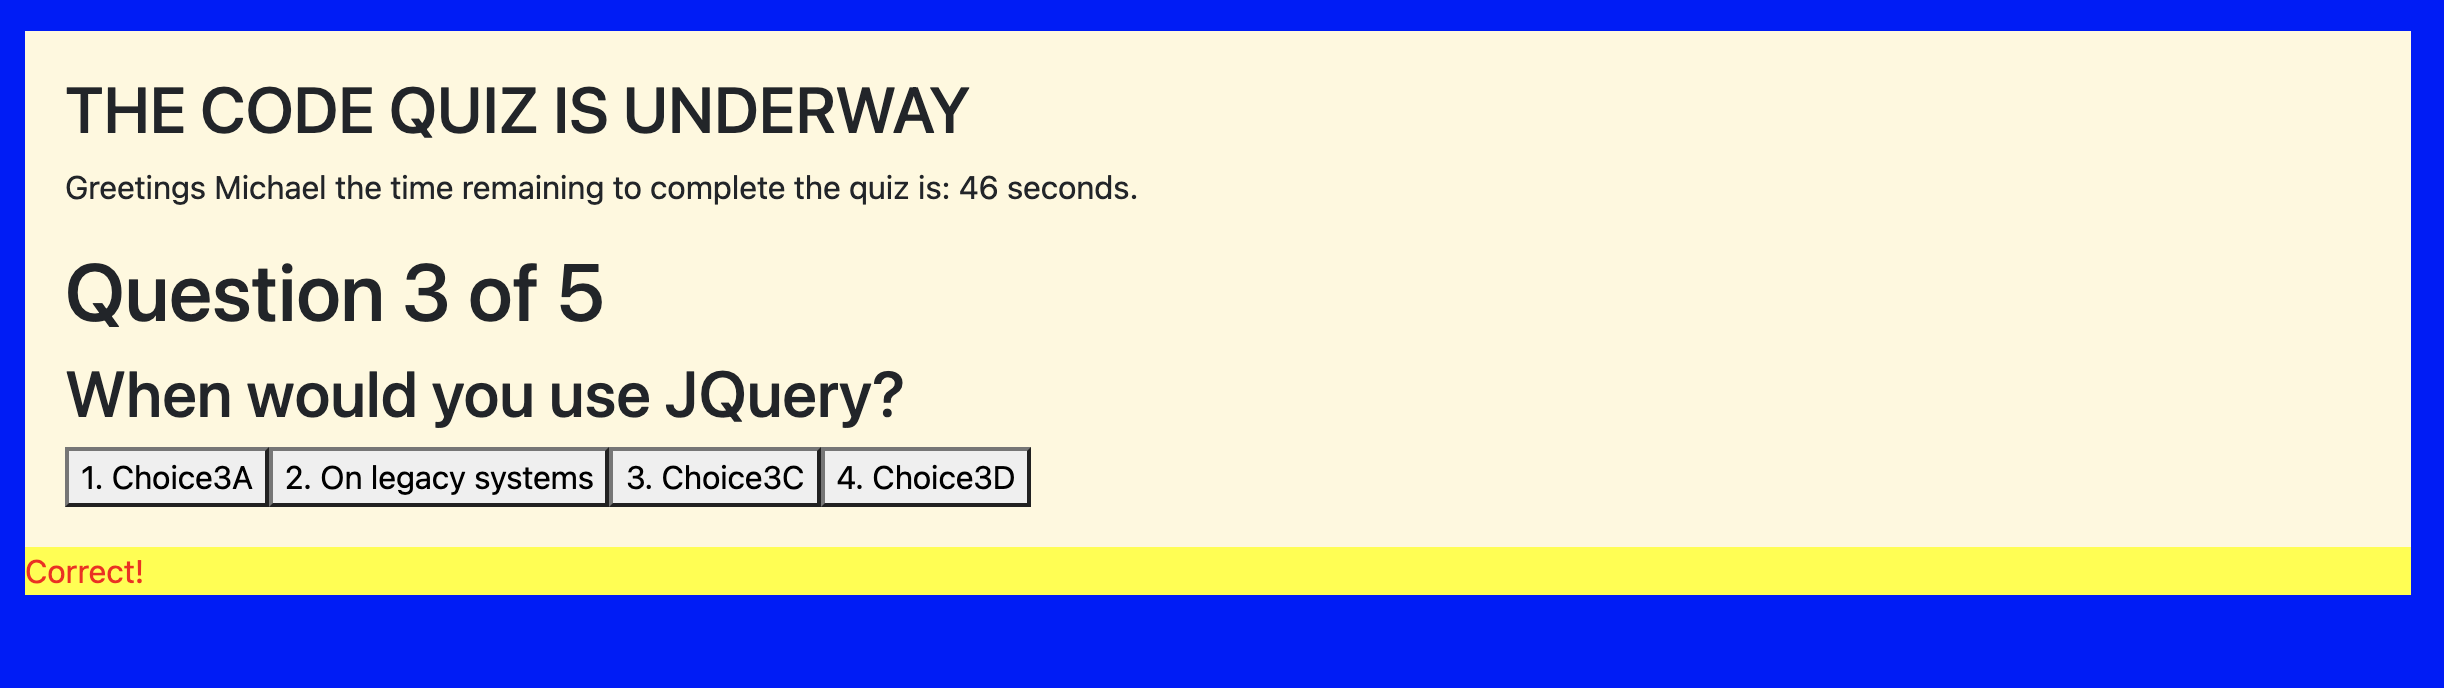 THE CODE QUIZ IS UNDERWAY
Greetings Michael the time remaining to complete the quiz is: 46 seconds.
Question 3 of 5
When would you use JQuery?
1. Choice3A 2. On legacy systems 3. Choice3C 4. Choice3D
Correct!